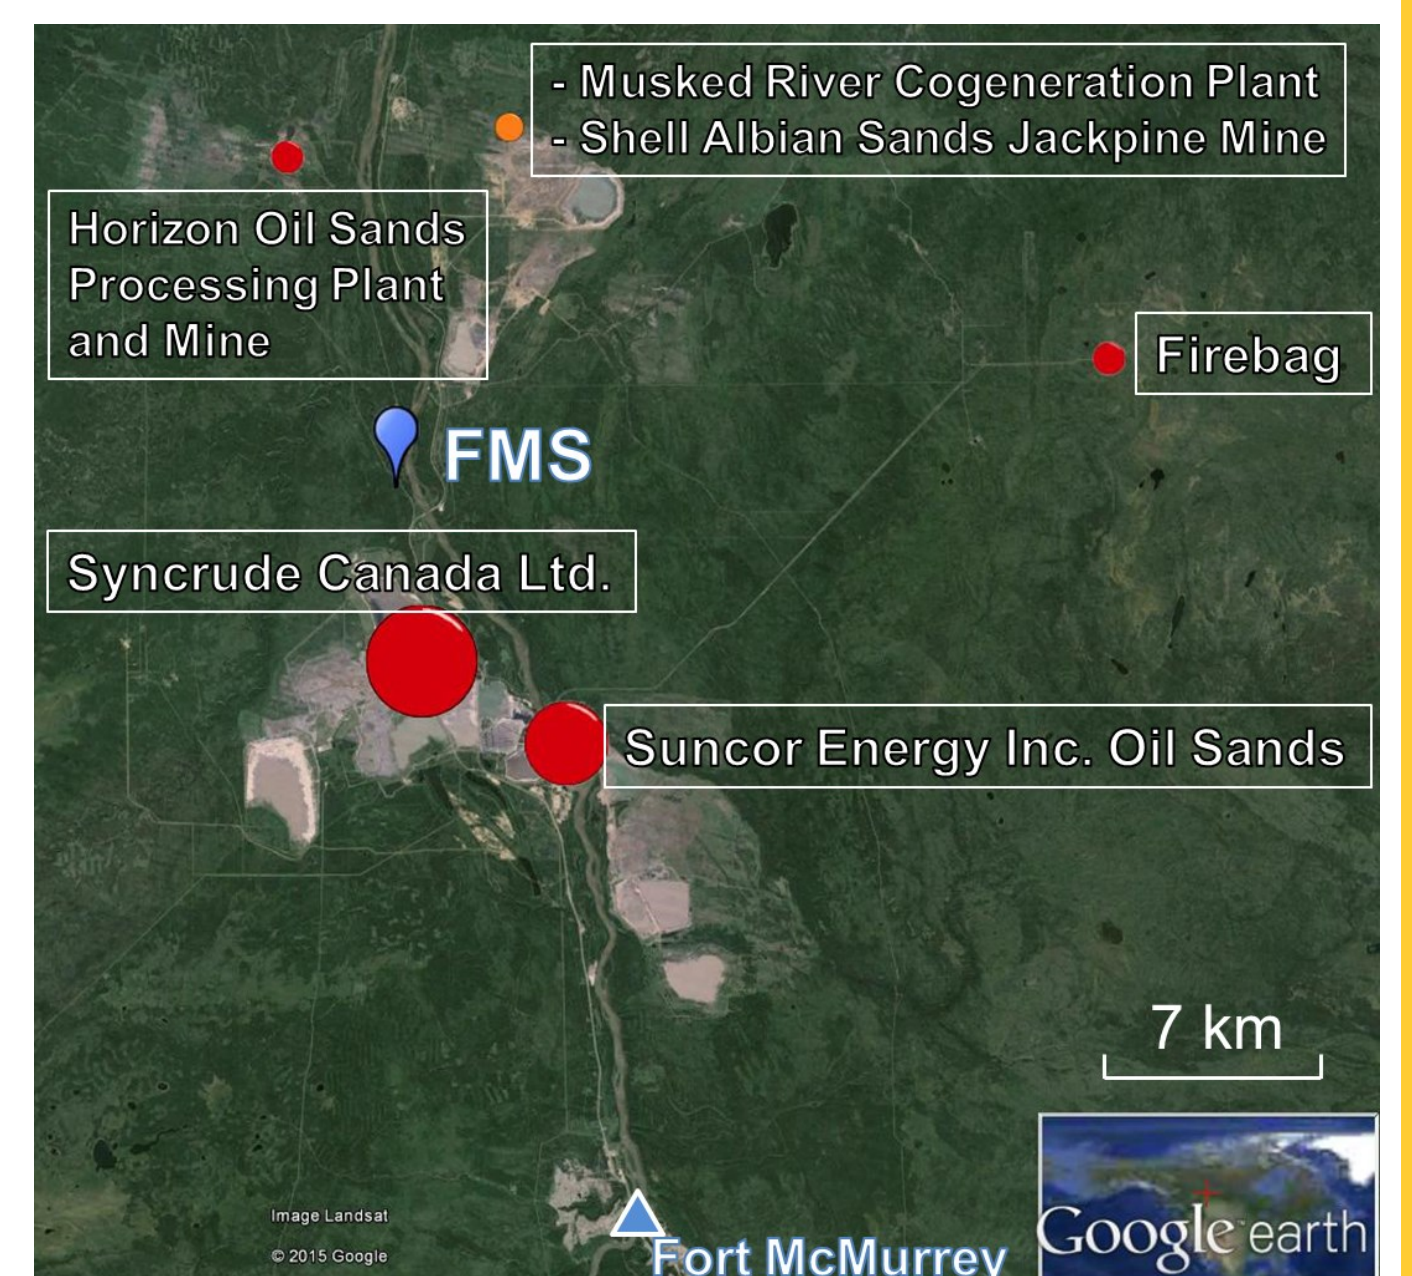 - Musked River Cogeneration Plant
- Shell Albian Sands Jackpine Mine
Horizon Oil Sands
Processing Plant
and Mine
Firebag
FMS
Syncrude Canada Ltd.
Suncor Energy Inc. Oil Sands
7 km
Image Landsat
© 2015 Google
Fort McMurrey
Google earth